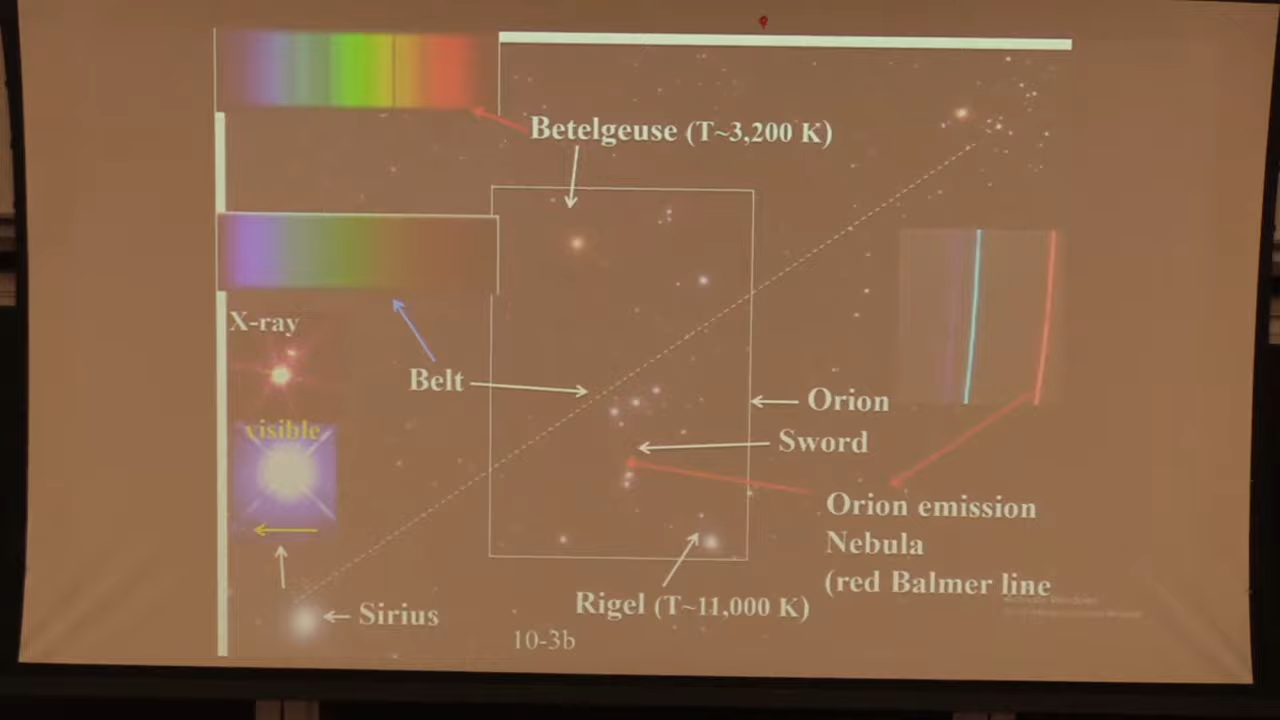 Betelgeuse (T~3,200 K)
X-ray
Belt
visible
Orion
Sword
Orion emission
Nebula
(red Balmer line
Rigel (T~11,000 K)
Sirius
10-3b